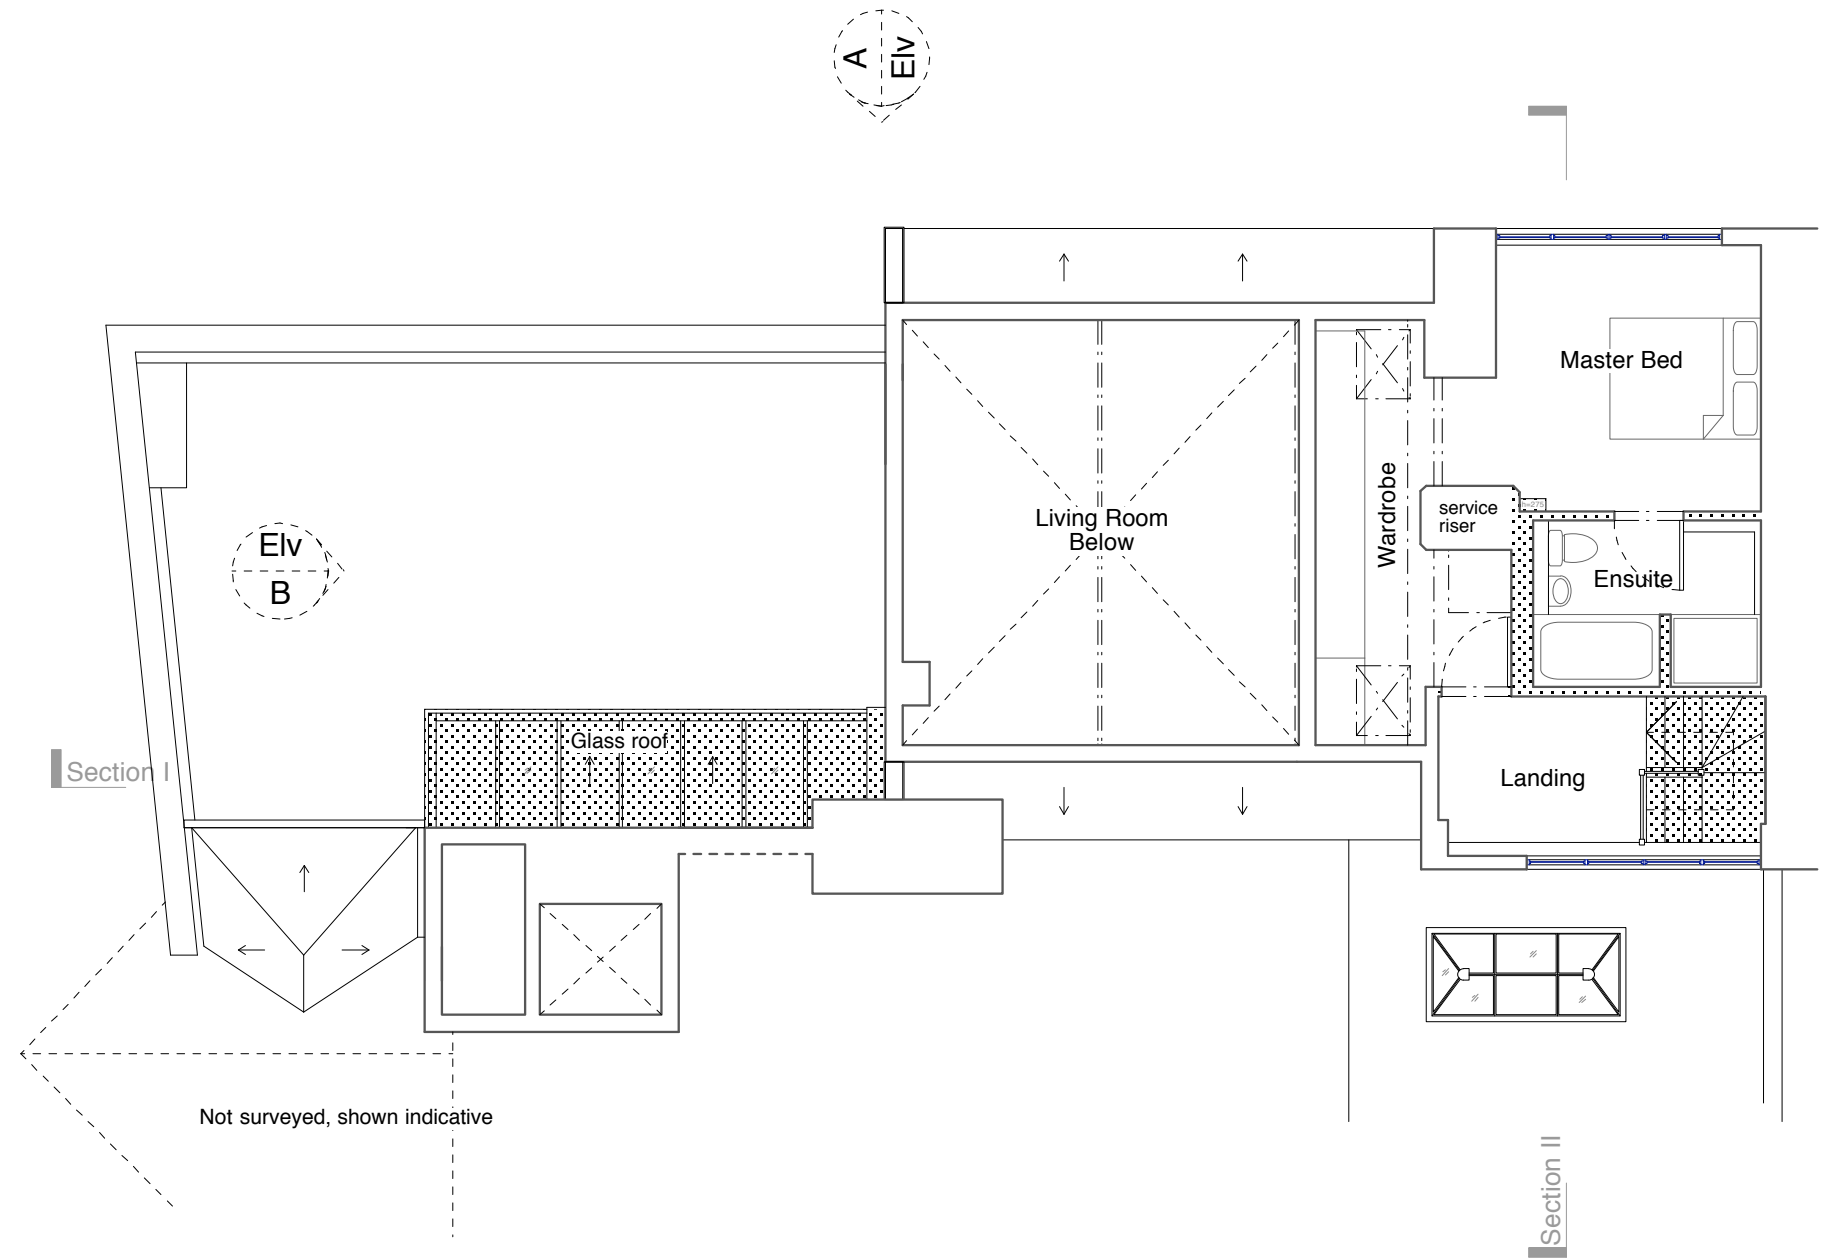 A
Elv
Master Bed
Living Room
Below
Wardrobe
service
riser
h=275
Elv
B
Ensuite
Glass roof
Section I
Landing
Not surveyed, shown indicative
Section II